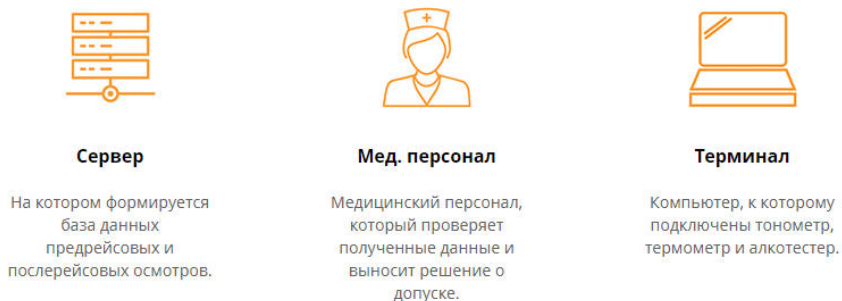 Сервер
На котором формируется
база данных
предрейсовых и
послерейсовых осмотров.
Мед. персонал
Медицинский персонал,
который проверяет
полученные данные и
выносит решение о
допуске.
Терминал
Компьютер, к которому
подключены тонометр,
термометр и алкотестер.